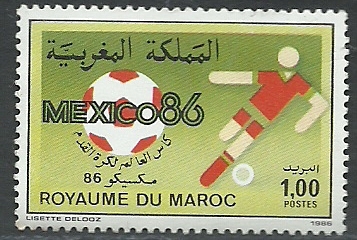 المملكة المغربية
MEXICO86
كأس العالم لكرة القدم
مكسيكو 86
البريد
1,00
POSTES
ROYAUME DU MAROC
LISETTE DELOOZ
1986